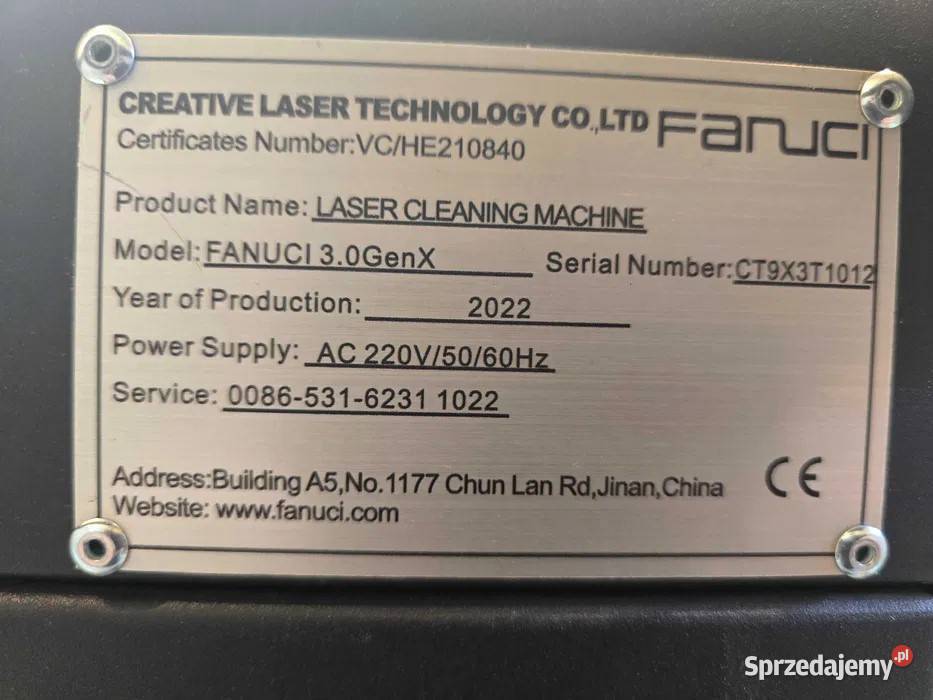 CREATIVE LASER TECHNOLOGY CO.,LTD Fanuci
Certificates Number:VC/HE210840
Product Name: LASER CLEANING MACHINE
Model: FANUCI 3.0GenX Serial Number: CT9X3T1012
Year of Production: 2022
Power Supply: AC 220V/50/60Hz
Service: 0086-531-6231 1022
Address:Building A5,No.1177 Chun Lan Rd,Jinan,China CE
Website: www.fanuci.com
Sprzedajemy.pl